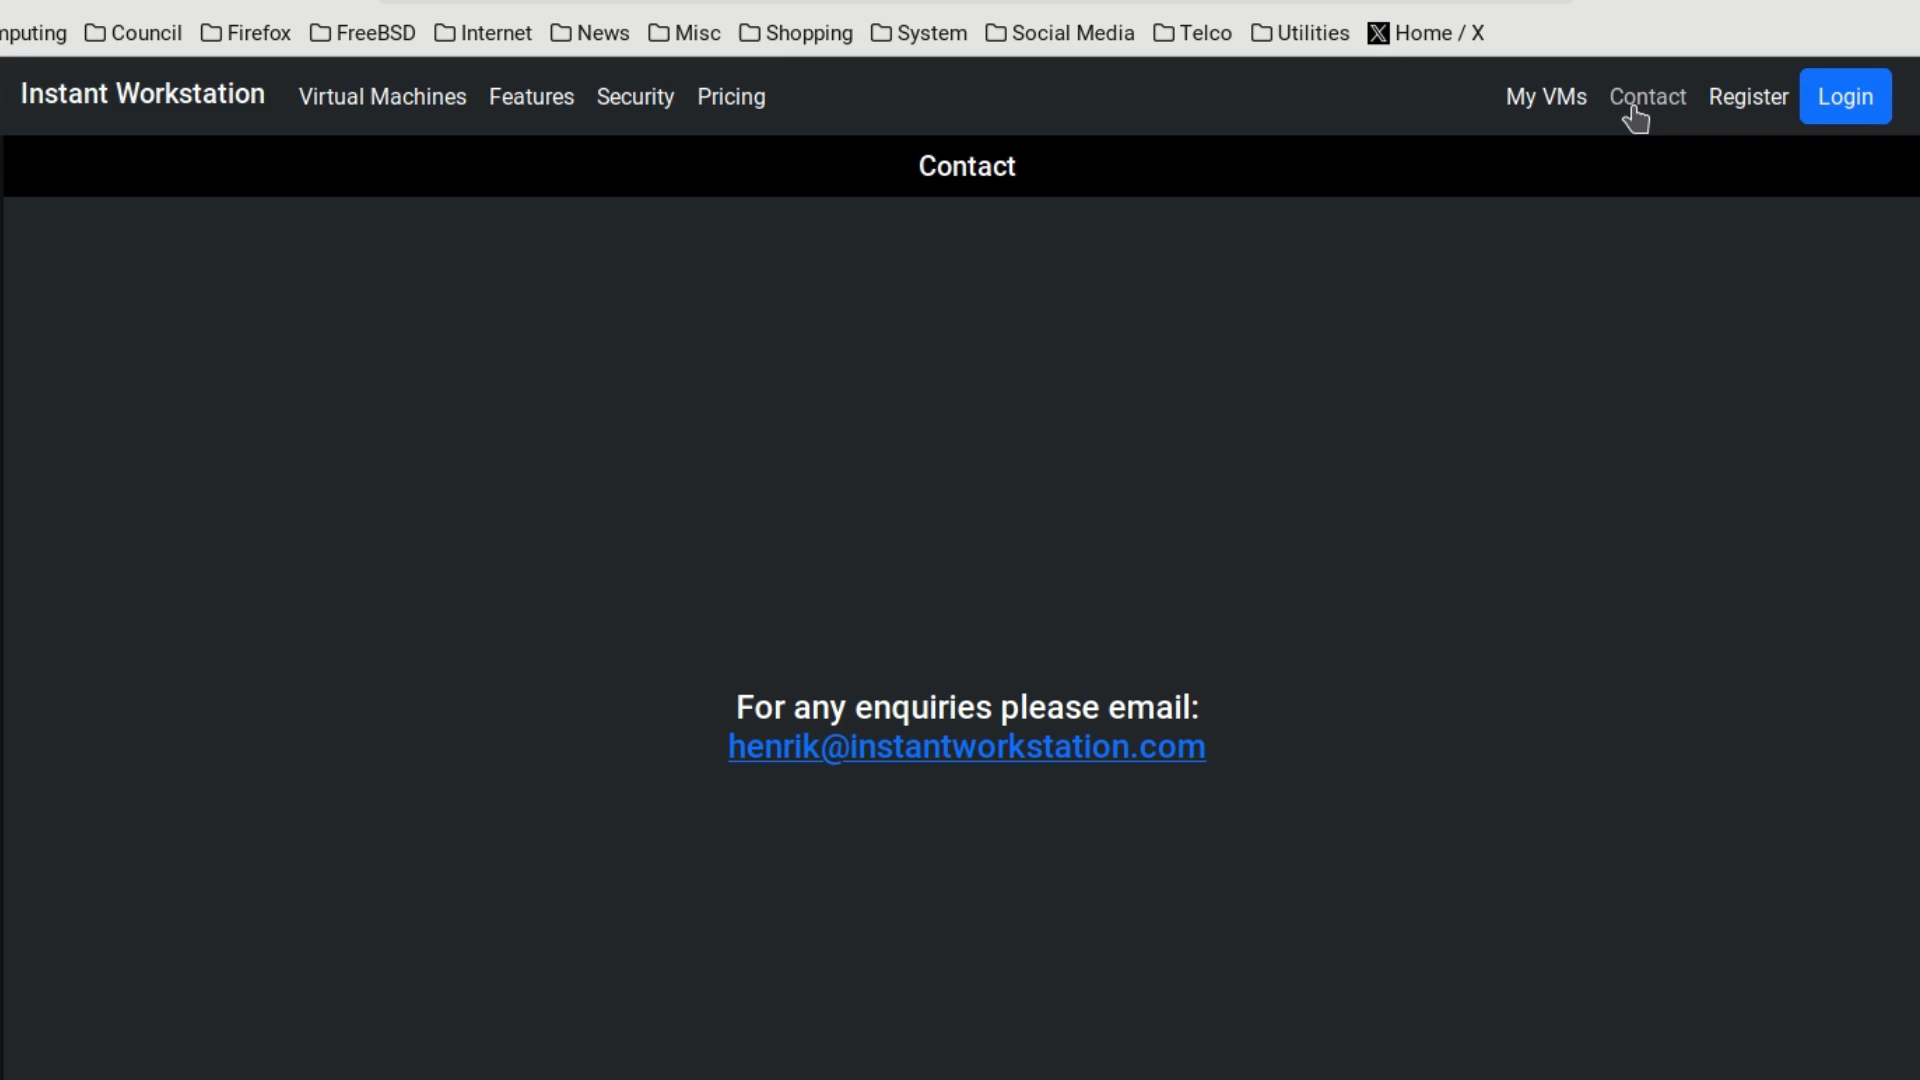 Council Firefox FreeBSD Internet News Misc Shopping System Social Media Telco Utilities Home / X
Instant Workstation Virtual Machines Features Security Pricing My VMs Contact Register Login
Contact
For any enquiries please email:
henrik@instantworkstation.com